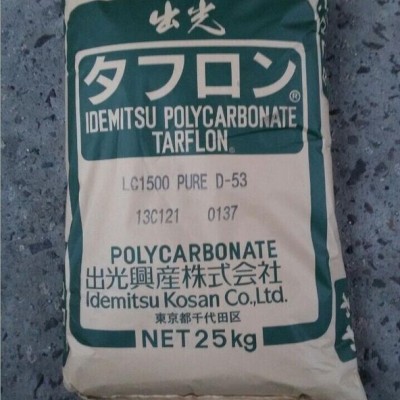 出光
タフロン®
IDEMITSU POLYCARBONATE
TARFLON®
LC1500 PURE D-53
13C121 0137
POLYCARBONATE
出光興産株式会社
Idemitsu Kosan Co.,Ltd.
東京都千代田区
NET 25kg